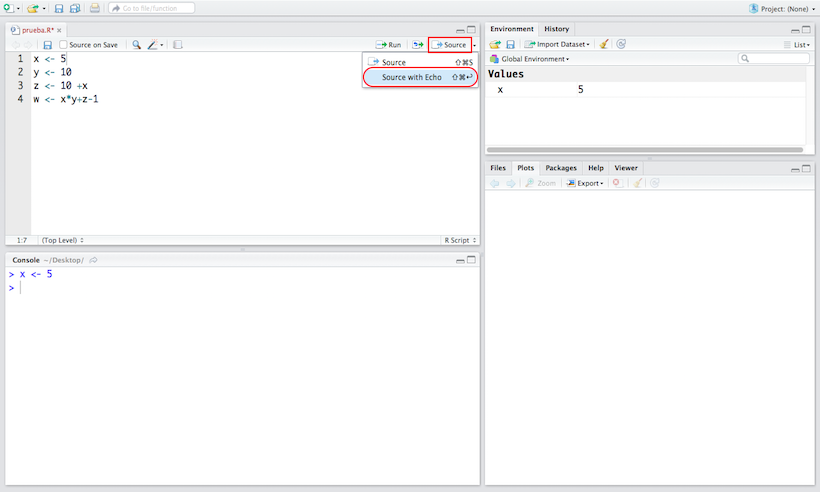 Go to file/function
Project: (None)
prueba.R*
Source on Save
Run
Source
1 x <- 5
2 y <- 10
3 z <- 10 +x
4 w <- x*y+z-1
Source ⇧⌘S
Source with Echo ⇧⌘↩
1:7 (Top Level) R Script
Console ~/Desktop/
> x <- 5
>
Environment History
Import Dataset List
Global Environment
Values
x 5
Files Plots Packages Help Viewer
Zoom Export